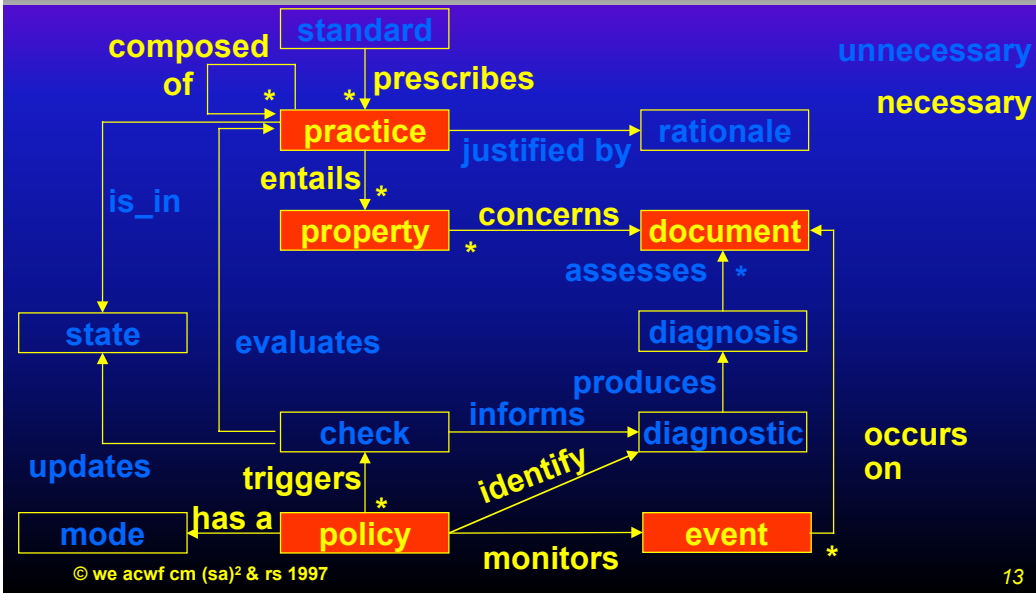 standard
composed
of
unnecessary
* * prescribes
necessary
practice
justified by
rationale
entails *
is_in
property
concerns
*
document
assesses *
state
evaluates
diagnosis
produces
check
informs
diagnostic
occurs
on
updates
triggers
identify
*
mode
has a
policy
monitors
event
*
© we acwf cm (sa)² & rs 1997
13